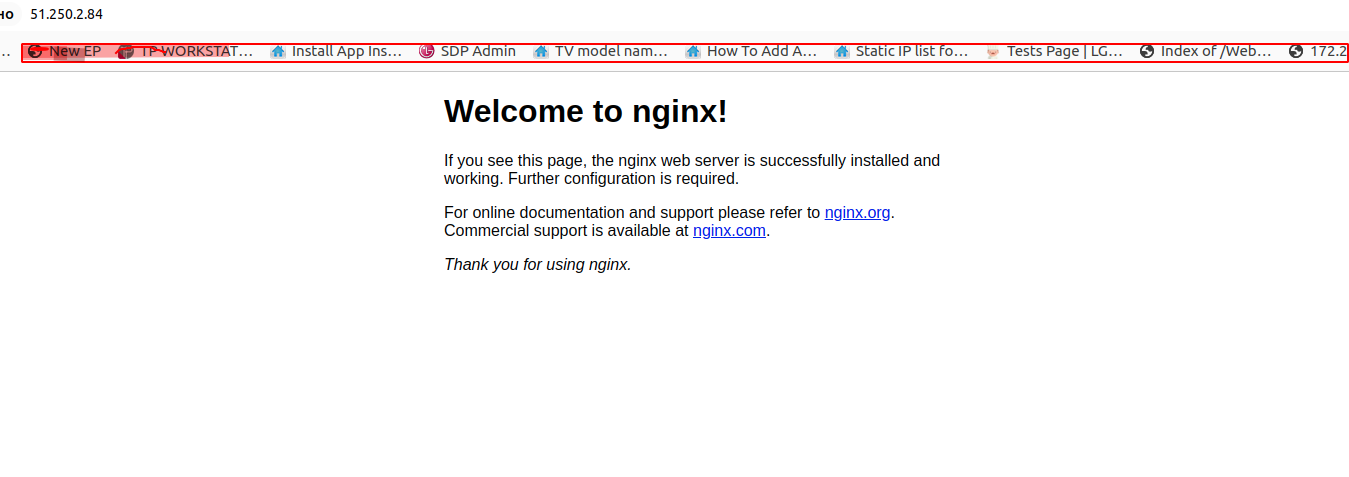 но 51.250.2.84
… New EP TP WORKSTAT… Install App Ins… SDP Admin TV model nam… How To Add A… Static IP list fo… Tests Page | LG… Index of /Web… 172.2
Welcome to nginx!
If you see this page, the nginx web server is successfully installed and
working. Further configuration is required.
For online documentation and support please refer to nginx.org.
Commercial support is available at nginx.com.
Thank you for using nginx.